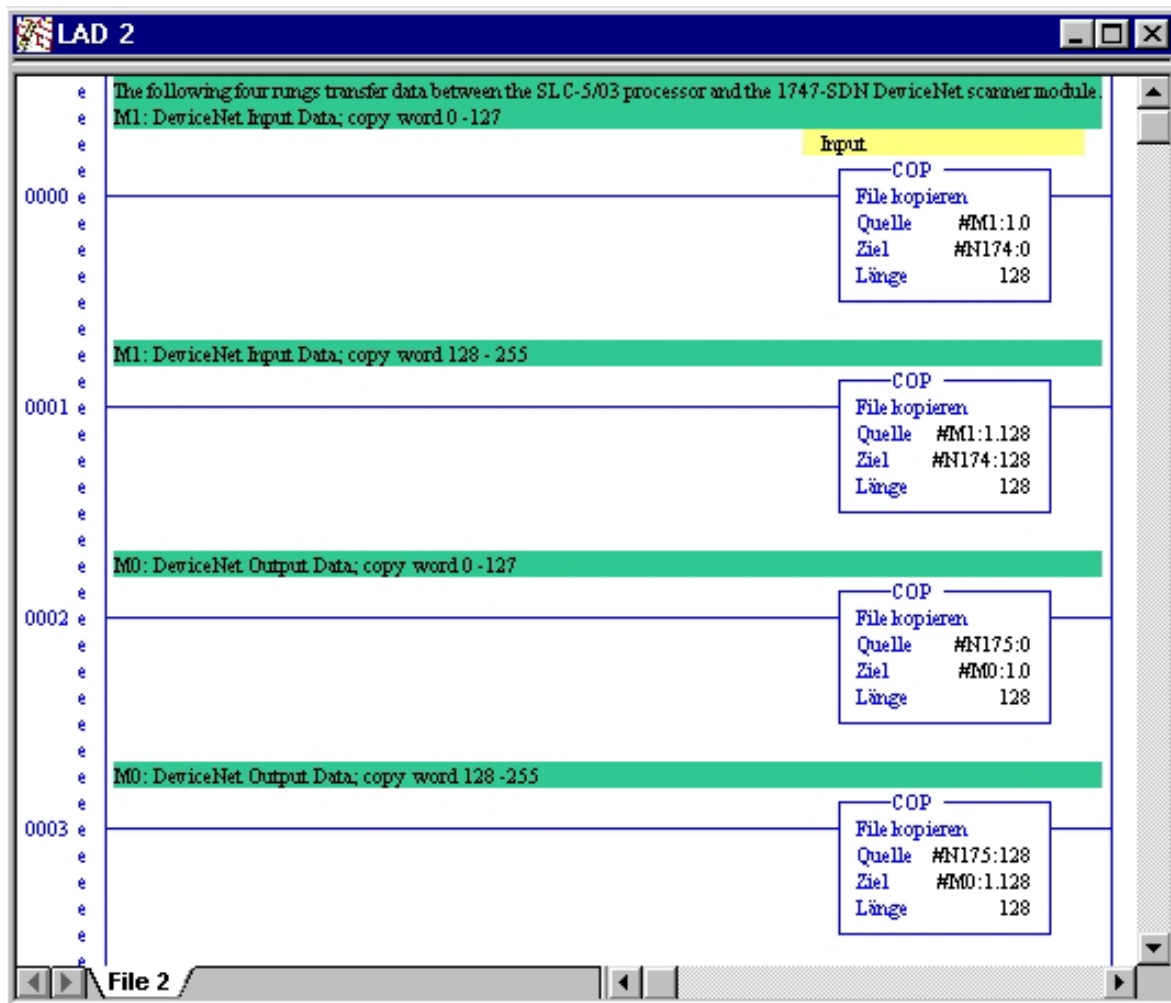 LAD 2
e The following four rungs transfer data between the SLC-5/03 processor and the 1747-SDN DeviceNet scanner module.
e M1: DeviceNet Input Data; copy word 0 -127
e Input
e COP
0000 e File kopieren
e Quelle #M1:1.0
e Ziel #N174:0
e Länge 128
e
e
e M1: DeviceNet Input Data; copy word 128 - 255
e COP
0001 e File kopieren
e Quelle #M1:1.128
e Ziel #N174:128
e Länge 128
e
e
e M0: DeviceNet Output Data; copy word 0 -127
e COP
0002 e File kopieren
e Quelle #N175:0
e Ziel #M0:1.0
e Länge 128
e
e
e M0: DeviceNet Output Data; copy word 128 -255
e COP
0003 e File kopieren
e Quelle #N175:128
e Ziel #M0:1.128
e Länge 128
e
e
File 2